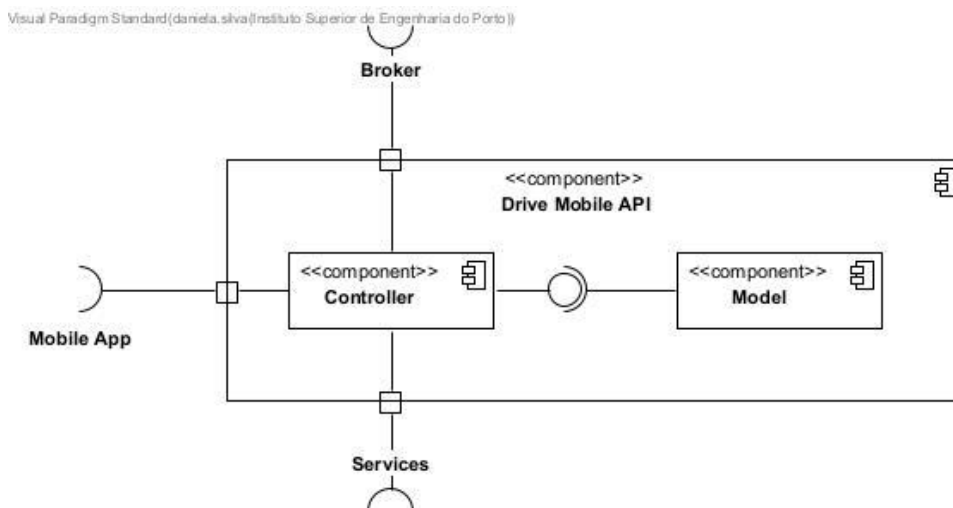 Visual Paradigm Standard(daniela.silva(Instituto Superior de Engenharia do Porto))
Broker
<<component>>
Drive Mobile API
<<component>>
Controller
<<component>>
Model
Mobile App
Services